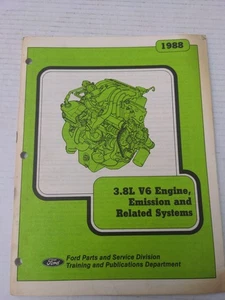 1988
3.8L V6 Engine,
Emission and
Related Systems
Ford
Ford Parts and Service Division
Training and Publications Department